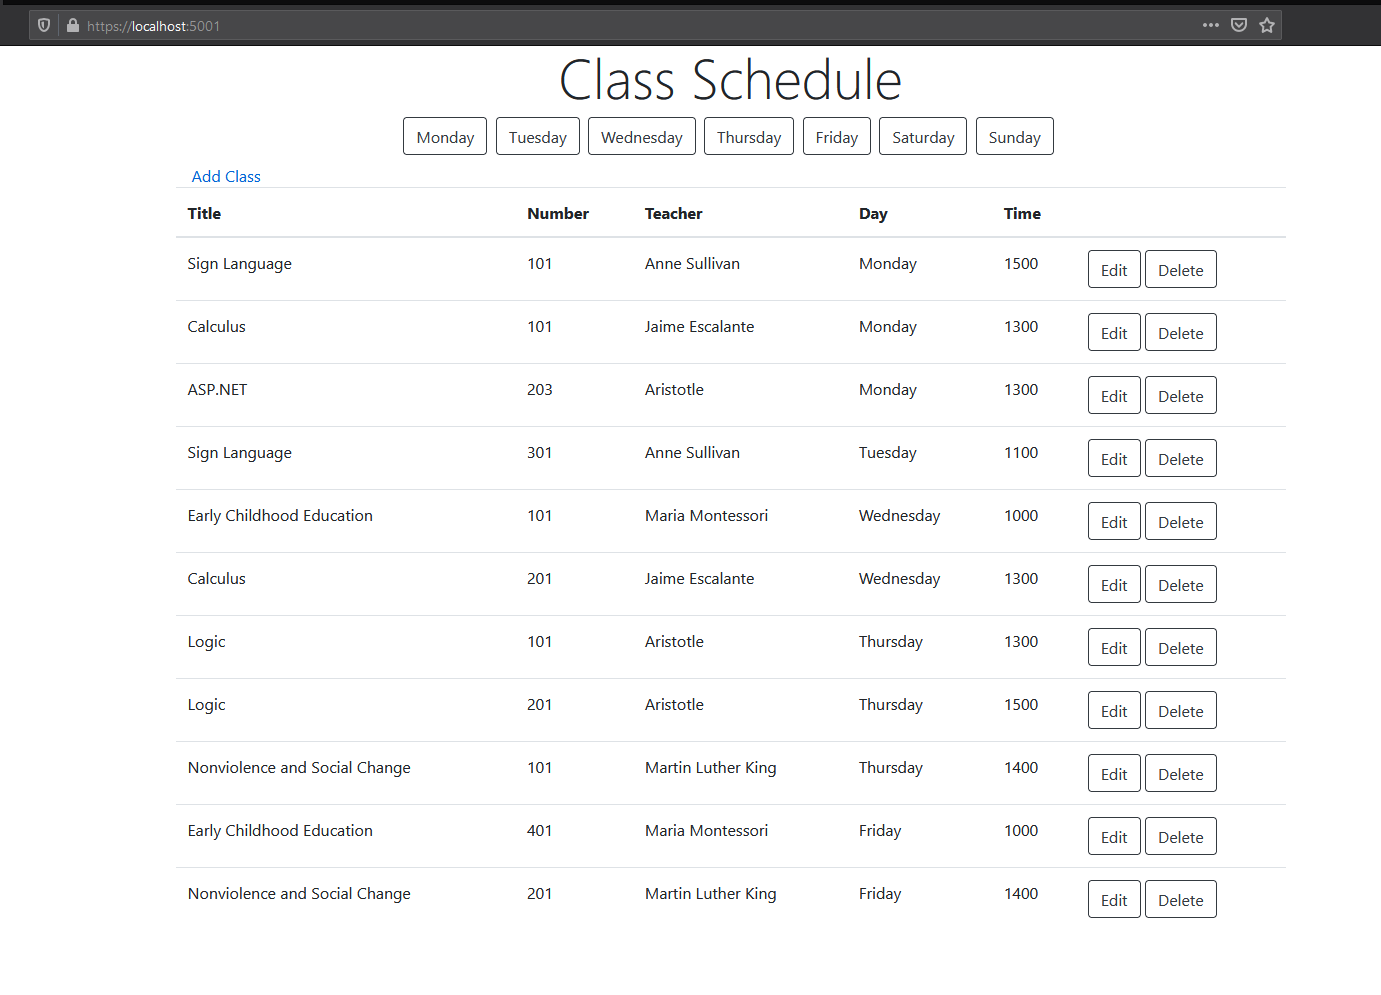 https://localhost:5001
Class Schedule
Monday Tuesday Wednesday Thursday Friday Saturday Sunday
Add Class
Title Number Teacher Day Time
Sign Language 101 Anne Sullivan Monday 1500 Edit Delete
Calculus 101 Jaime Escalante Monday 1300 Edit Delete
ASP.NET 203 Aristotle Monday 1300 Edit Delete
Sign Language 301 Anne Sullivan Tuesday 1100 Edit Delete
Early Childhood Education 101 Maria Montessori Wednesday 1000 Edit Delete
Calculus 201 Jaime Escalante Wednesday 1300 Edit Delete
Logic 101 Aristotle Thursday 1300 Edit Delete
Logic 201 Aristotle Thursday 1500 Edit Delete
Nonviolence and Social Change 101 Martin Luther King Thursday 1400 Edit Delete
Early Childhood Education 401 Maria Montessori Friday 1000 Edit Delete
Nonviolence and Social Change 201 Martin Luther King Friday 1400 Edit Delete